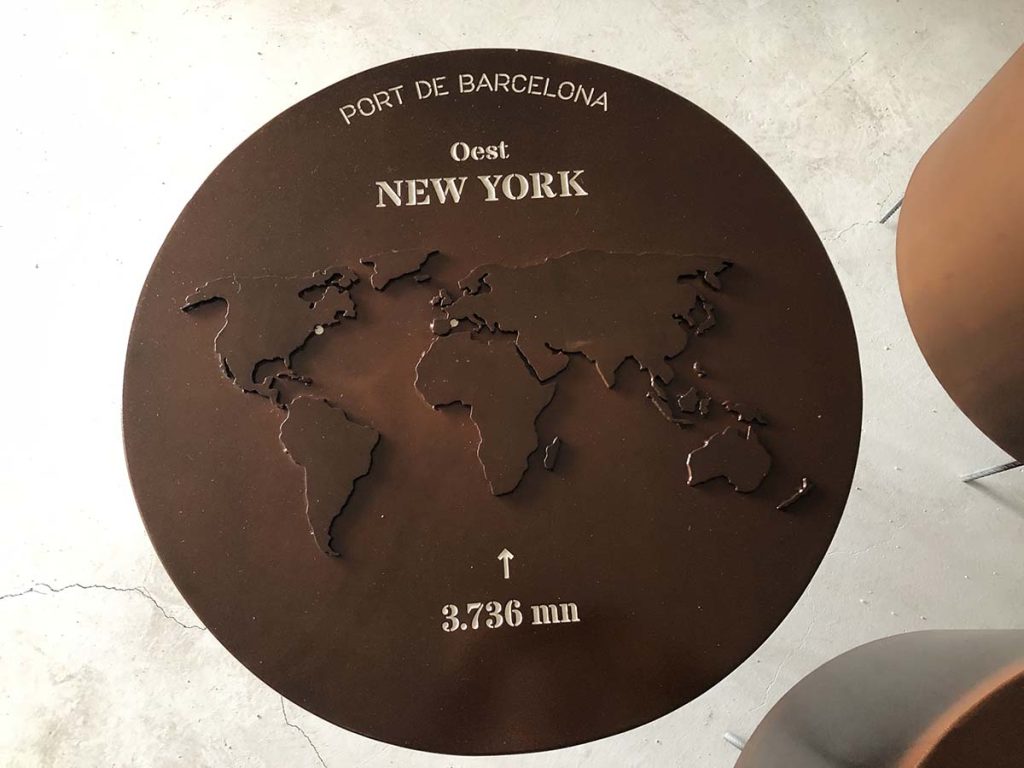 PORT DE BARCELONA
Oest
NEW YORK
↑
3.736 mn